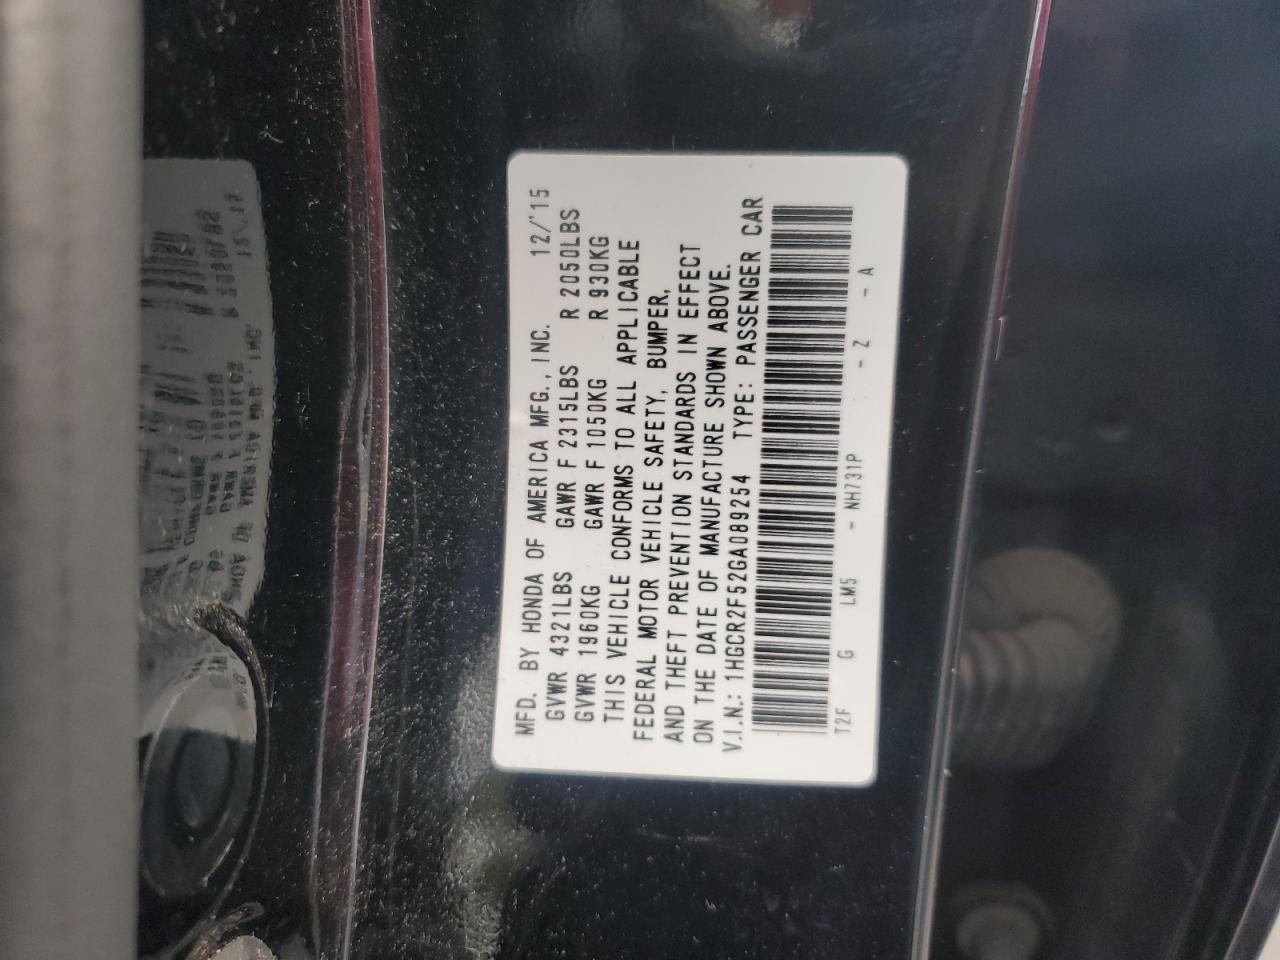 MFD. BY HONDA OF AMERICA MFG., INC. 12/'15
GVWR 4321LBS GAWR F 2315LBS R 2050LBS
GVWR 1960KG GAWR F 1050KG R 930KG
THIS VEHICLE CONFORMS TO ALL APPLICABLE
FEDERAL MOTOR VEHICLE SAFETY, BUMPER,
AND THEFT PREVENTION STANDARDS IN EFFECT
ON THE DATE OF MANUFACTURE SHOWN ABOVE.
V.I.N.: 1HGCR2F52GA089254 TYPE: PASSENGER CAR
T2F G LM5 - NH731P - Z - A